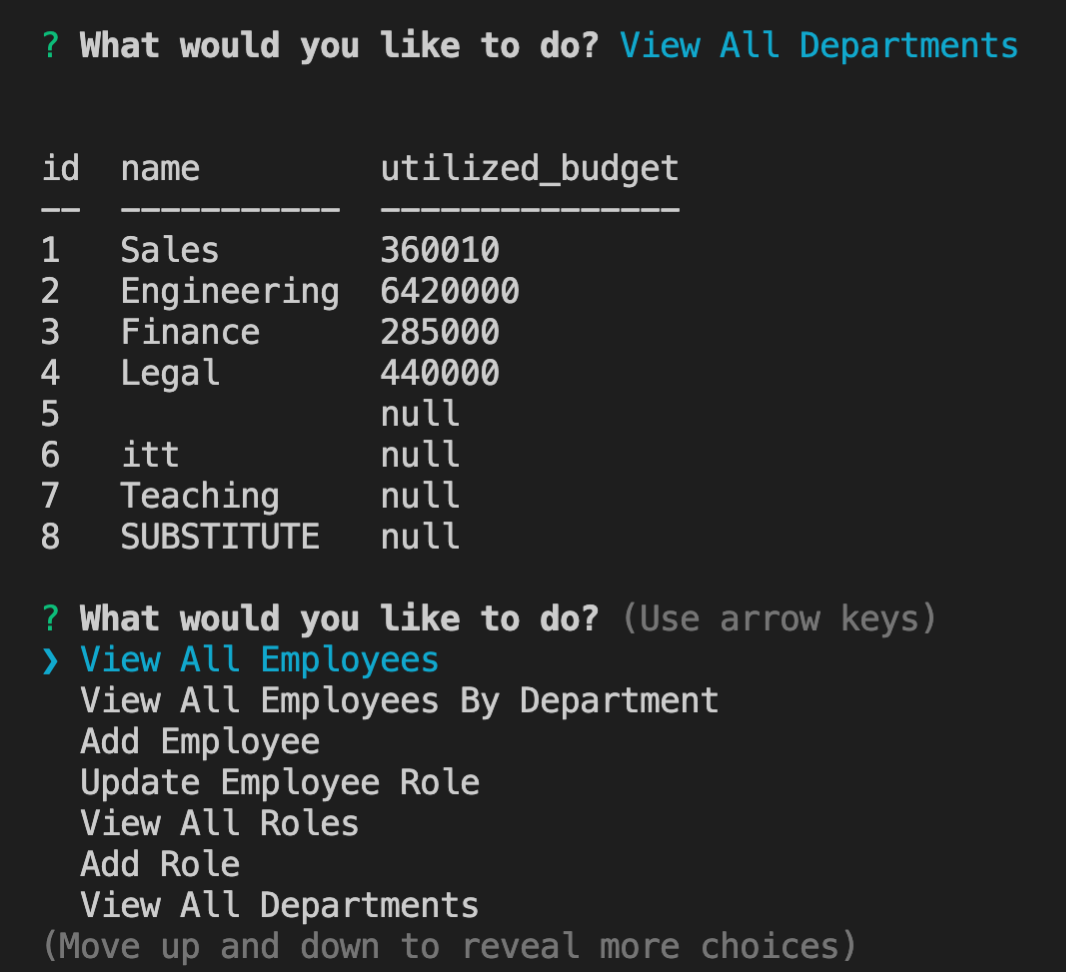 ? What would you like to do? View All Departments
id  name         utilized_budget
--  -----------  ---------------
1   Sales        360010
2   Engineering  6420000
3   Finance      285000
4   Legal        440000
5                null
6   itt          null
7   Teaching     null
8   SUBSTITUTE   null
? What would you like to do? (Use arrow keys)
❯ View All Employees
  View All Employees By Department
  Add Employee
  Update Employee Role
  View All Roles
  Add Role
  View All Departments
(Move up and down to reveal more choices)